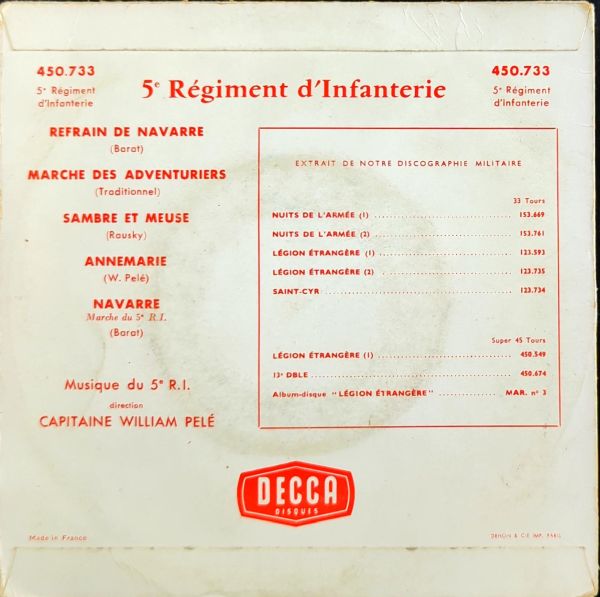 450.733
5e Régiment
d'Infanterie
5e Régiment d'Infanterie
450.733
5e Régiment
d'Infanterie
REFRAIN DE NAVARRE
(Barat)
MARCHE DES ADVENTURIERS
(Traditionnel)
SAMBRE ET MEUSE
(Rausky)
ANNEMARIE
(W. Pelé)
NAVARRE
Marche du 5e R.I.
(Barat)
Musique du 5e R.I.
direction
CAPITAINE WILLIAM PELÉ
EXTRAIT DE NOTRE DISCOGRAPHIE MILITAIRE
33 Tours
NUITS DE L'ARMÉE (1) ........................ 153.669
NUITS DE L'ARMÉE (2) ........................ 153.761
LÉGION ÉTRANGÈRE (1) ........................ 123.593
LÉGION ÉTRANGÈRE (2) ........................ 123.735
SAINT-CYR ........................ 123.734
Super 45 Tours
LÉGION ÉTRANGÈRE (1) ........................ 450.549
13e DBLE ........................ 450.674
Album-disque "LÉGION ÉTRANGÈRE" ............... MAR. no 3
DECCA
DISQUES
Made in France
& CIE IMP.